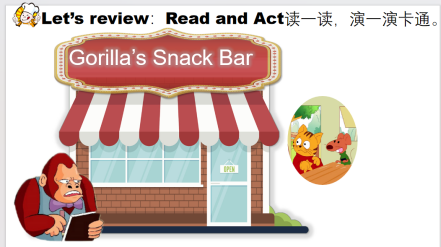 Let’s review： Read and Act读一读，演一演卡通。
Gorilla’s Snack Bar
OPEN